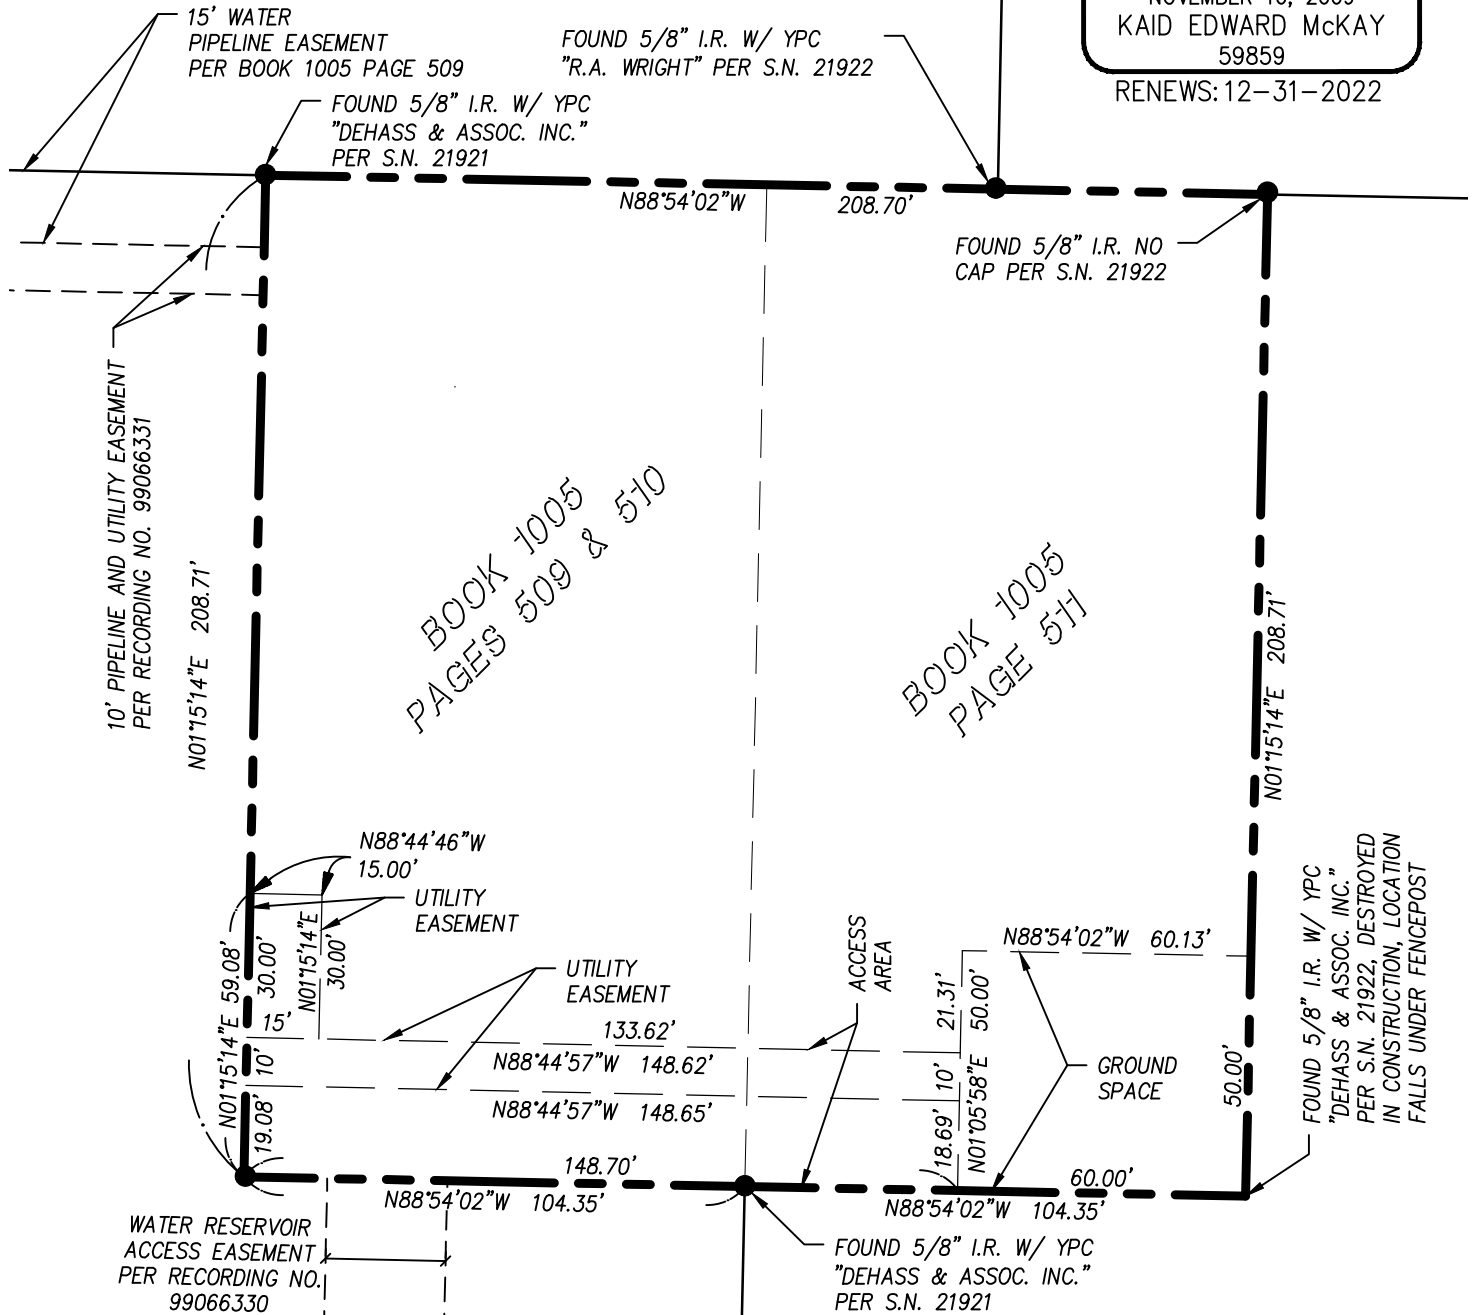 15' WATER
PIPELINE EASEMENT
PER BOOK 1005 PAGE 509
FOUND 5/8" I.R. W/ YPC
"R.A. WRIGHT" PER S.N. 21922
KAID EDWARD McKAY
59859
RENEWS: 12-31-2022
FOUND 5/8" I.R. W/ YPC
"DEHASS & ASSOC. INC."
PER S.N. 21921
N88°54'02"W 208.70'
FOUND 5/8" I.R. NO
CAP PER S.N. 21922
10' PIPELINE AND UTILITY EASEMENT
PER RECORDING NO. 99066331
N01°15'14"E 208.71'
BOOK 1005
PAGES 509 & 510
BOOK 1005
PAGE 511
N01°15'14"E 208.71'
N88°44'46"W
15.00'
UTILITY
EASEMENT
N01°15'14"E 59.08'
30.00'
N01°15'14"E
30.00'
15'
10'
19.08'
UTILITY
EASEMENT
133.62'
N88°44'57"W 148.62'
N88°44'57"W 148.65'
ACCESS
AREA
N88°54'02"W 60.13'
21.31'
10'
18.69'
N01°05'58"E 50.00'
GROUND
SPACE
50.00'
FOUND 5/8" I.R. W/ YPC
"DEHASS & ASSOC. INC."
PER S.N. 21922, DESTROYED
IN CONSTRUCTION, LOCATION
FALLS UNDER FENCEPOST
148.70'
N88°54'02"W 104.35'
60.00'
N88°54'02"W 104.35'
WATER RESERVOIR
ACCESS EASEMENT
PER RECORDING NO.
99066330
FOUND 5/8" I.R. W/ YPC
"DEHASS & ASSOC. INC."
PER S.N. 21921